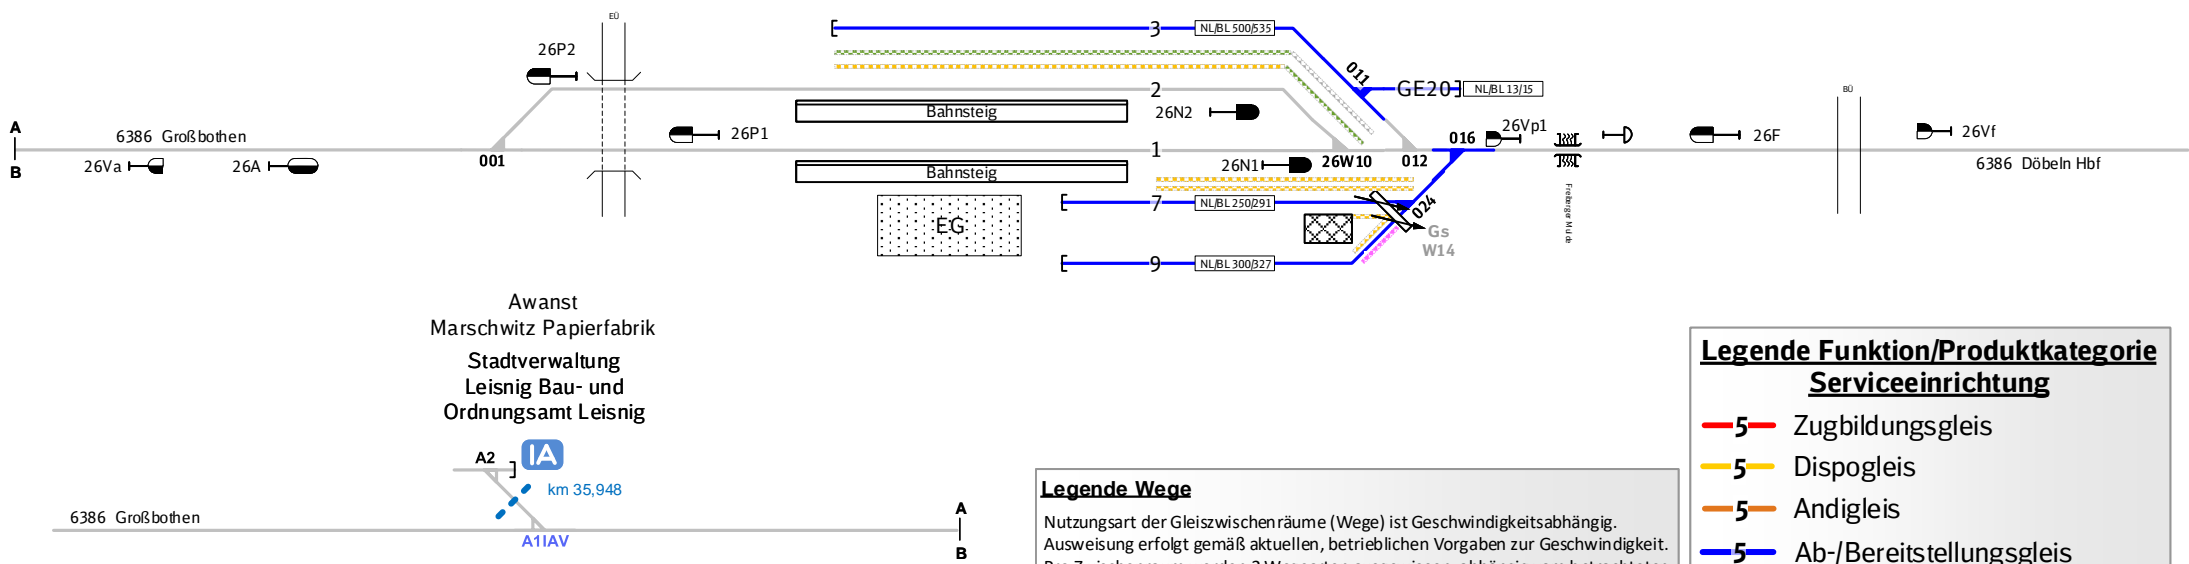 EÜ
3
NL/BL 500/535
26P2
011
2
GE20
NL/BL 13/15
BÜ
Bahnsteig
26N2
A
6386 Großbothen
26P1
1
016
26Vp1
26F
26Vf
B
26Va
26A
001
Bahnsteig
26N1
26W10
012
6386 Döbeln Hbf
7
NL/BL 250/291
024
Freiberger Mulde
EG
Gs
W14
9
NL/BL 300/327
Awanst
Marschwitz Papierfabrik
Stadtverwaltung
Leisnig Bau- und
Ordnungsamt Leisnig
A2
IA
km 35,948
6386 Großbothen
A1IAV
A
B
Legende Wege
Nutzungsart der Gleiszwischenräume (Wege) ist Geschwindigkeitsabhängig.
Ausweisung erfolgt gemäß aktuellen, betrieblichen Vorgaben zur Geschwindigkeit.
Legende Funktion/Produktkategorie
Serviceeinrichtung
5 Zugbildungsgleis
5 Dispogleis
5 Andigleis
5 Ab-/Bereitstellungsgleis